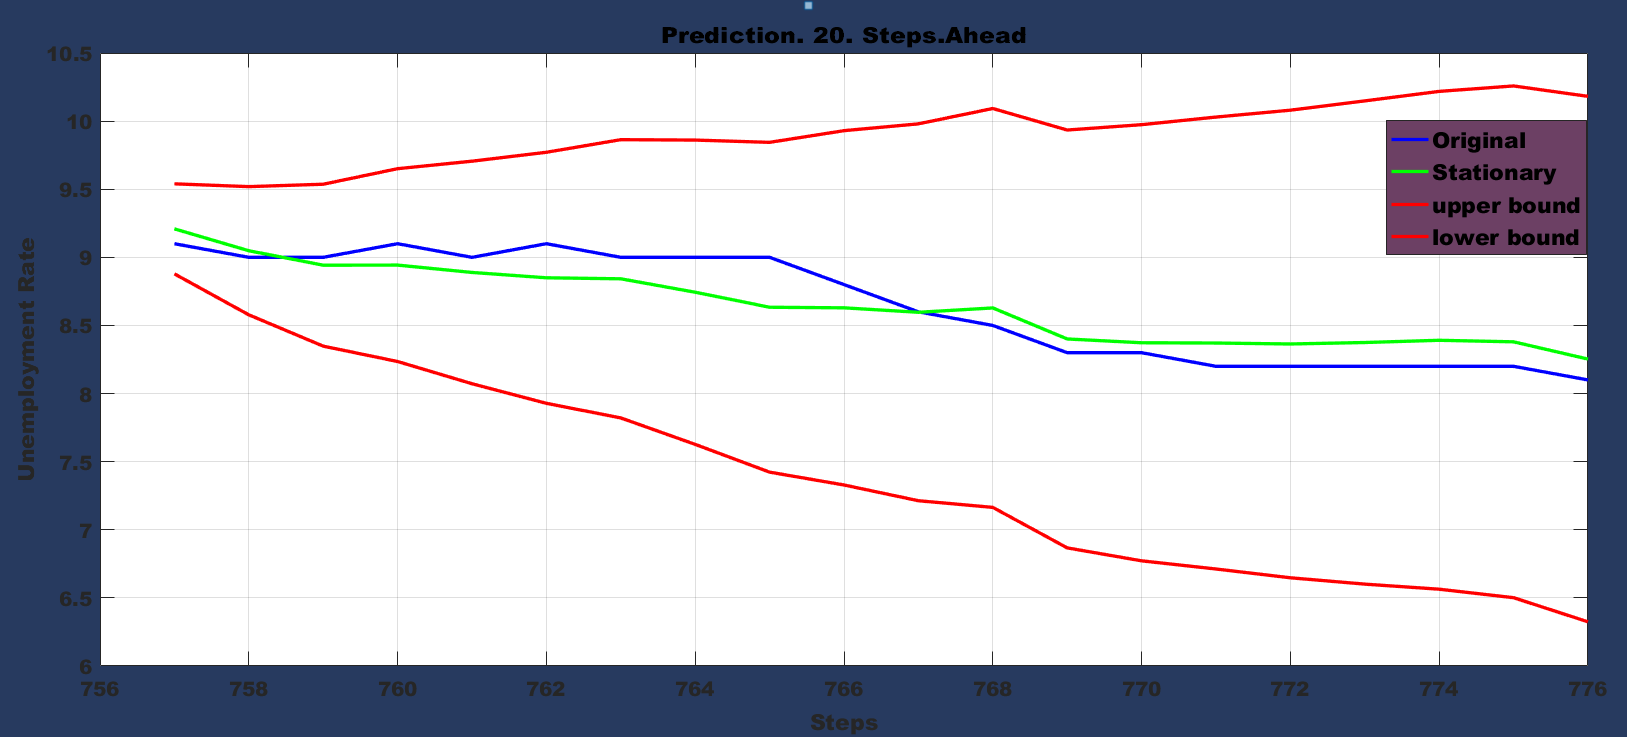 Prediction. 20. Steps.Ahead
10.5
10
9.5
9
8.5
8
7.5
7
6.5
6
Unemployment Rate
Original
Stationary
upper bound
lower bound
756 758 760 762 764 766 768 770 772 774 776
Steps